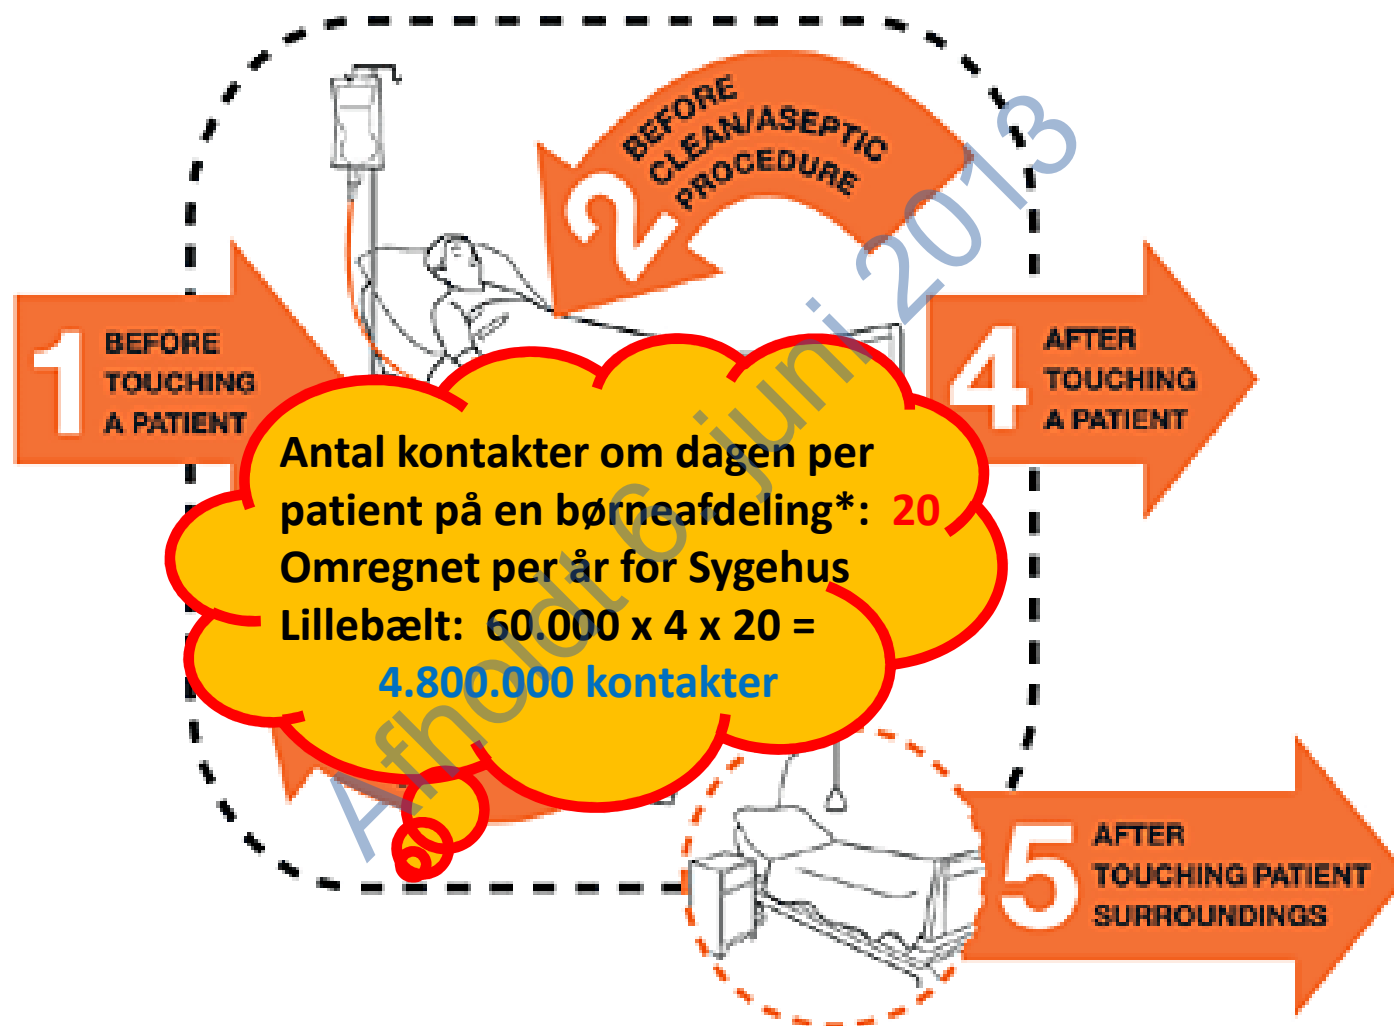 2
BEFORE
CLEAN/ASEPTIC
PROCEDURE
1
BEFORE
TOUCHING
A PATIENT
4
AFTER
TOUCHING
A PATIENT
Antal kontakter om dagen per
patient på en børneafdeling*: 20
Omregnet per år for Sygehus
Lillebælt: 60.000 x 4 x 20 =
4.800.000 kontakter
5
AFTER
TOUCHING PATIENT
SURROUNDINGS
Afholdt 6. juni 2013